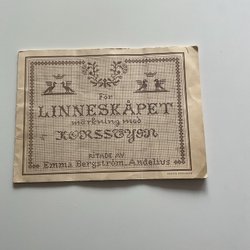 För
LINNESKÅPET
märkning med
KORSSTYGN
RITADE AV
Emma Bergström Andelius